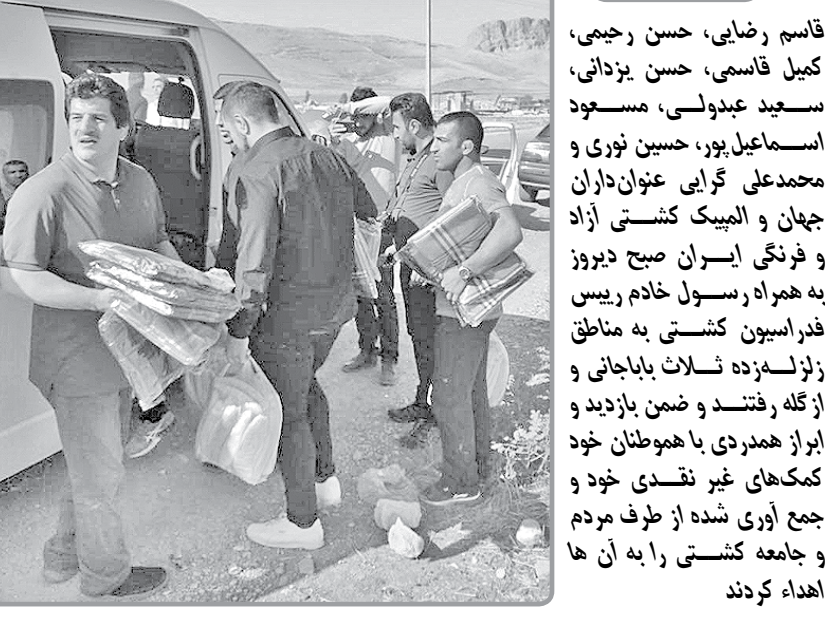 قاسم رضایی، حسن رحیمی،
کمیل قاسمی، حسن یزدانی،
سعید عبدولی، مسعود
اسماعیل‌پور، حسین نوری و
محمدعلی گرایی عنوان‌داران
جهان و المپیک کشتی آزاد
و فرنگی ایران صبح دیروز
به همراه رسول خادم رییس
فدراسیون کشتی به مناطق
زلزله‌زده ثلاث باباجانی و
ازگله رفتند و ضمن بازدید و
ابراز همدردی با هموطنان خود
کمک‌های غیر نقدی خود و
جمع آوری شده از طرف مردم
و جامعه کشتی را به آن ها
اهداء کردند